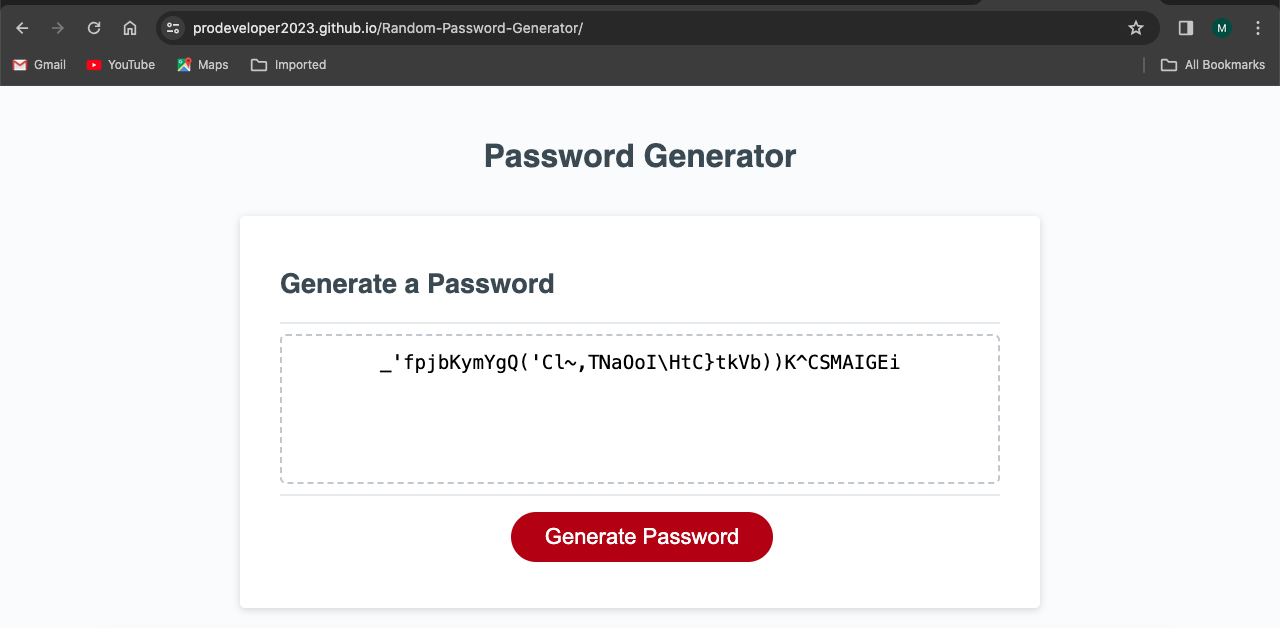 prodeveloper2023.github.io/Random-Password-Generator/
M
Gmail
YouTube
Maps
Imported
All Bookmarks
Password Generator
Generate a Password
_'fpjbKymYgQ('Cl~,TNaOoI\HtC}tkVb))K^CSMAIGEi
Generate Password